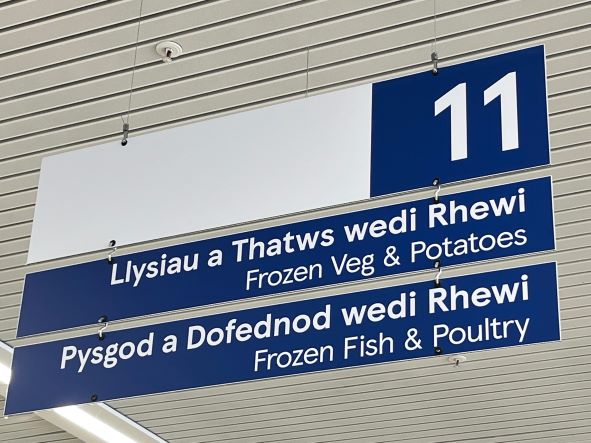 11
Llysiau a Thatws wedi Rhewi
Frozen Veg & Potatoes
Pysgod a Dofednod wedi Rhewi
Frozen Fish & Poultry